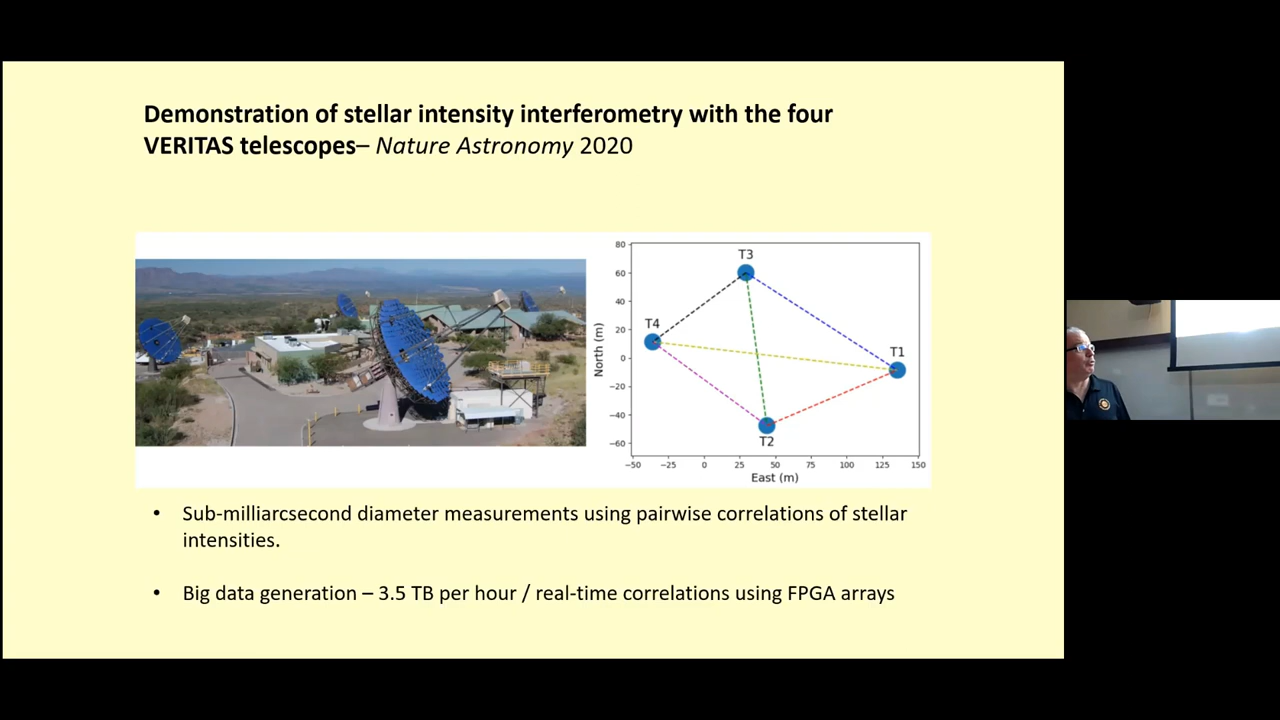 Demonstration of stellar intensity interferometry with the four
VERITAS telescopes– Nature Astronomy 2020
80
60
40
20
0
−20
−40
−60
North (m)
T3
T4
T1
T2
−50 −25 0 25 50 75 100 125 150
East (m)
• Sub-milliarcsecond diameter measurements using pairwise correlations of stellar
intensities.
• Big data generation – 3.5 TB per hour / real-time correlations using FPGA arrays